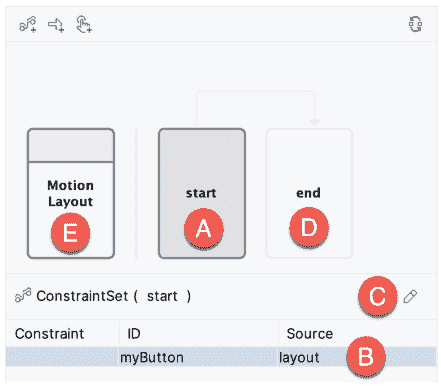 Motion
Layout
E
start
A
end
D
ConstraintSet ( start )
C
Constraint ID Source
myButton layout B